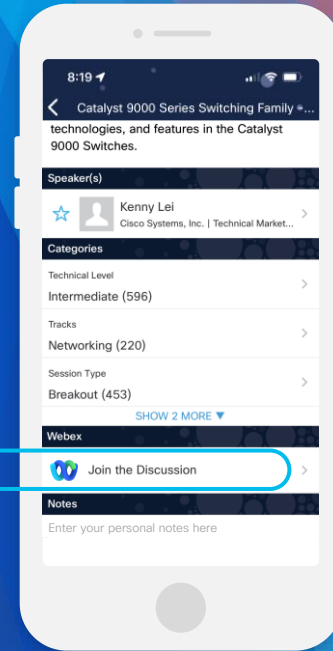 8:19
Catalyst 9000 Series Switching Family -...
technologies, and features in the Catalyst
9000 Switches.
Speaker(s)
Kenny Lei
Cisco Systems, Inc. | Technical Market...
Categories
Technical Level
Intermediate (596)
Tracks
Networking (220)
Session Type
Breakout (453)
SHOW 2 MORE ▼
Webex
Join the Discussion
Notes
Enter your personal notes here